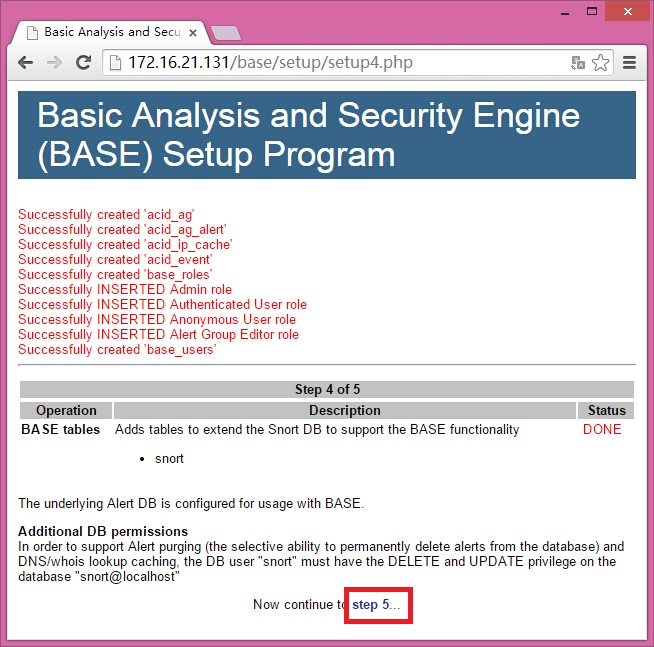 Basic Analysis and Secu
172.16.21.131/base/setup/setup4.php
Basic Analysis and Security Engine
(BASE) Setup Program
Successfully created 'acid_ag'
Successfully created 'acid_ag_alert'
Successfully created 'acid_ip_cache'
Successfully created 'acid_event'
Successfully created 'base_roles'
Successfully INSERTED Admin role
Successfully INSERTED Authenticated User role
Successfully INSERTED Anonymous User role
Successfully INSERTED Alert Group Editor role
Successfully created 'base_users'
Step 4 of 5
Operation Description Status
BASE tables Adds tables to extend the Snort DB to support the BASE functionality DONE
• snort
The underlying Alert DB is configured for usage with BASE.
Additional DB permissions
In order to support Alert purging (the selective ability to permanently delete alerts from the database) and
DNS/whois lookup caching, the DB user "snort" must have the DELETE and UPDATE privilege on the
database "snort@localhost"
Now continue to step 5...